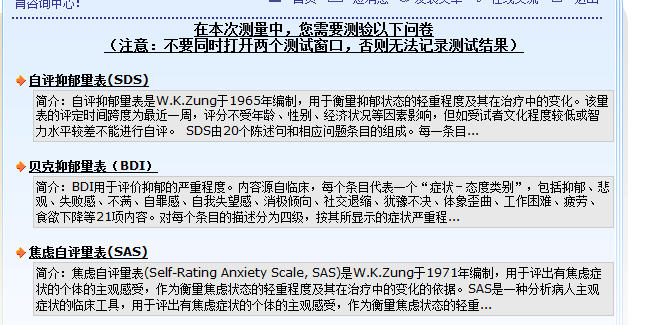 育咨询中心！
首页
退出
在本次测量中，您需要测验以下问卷
（注意：不要同时打开两个测试窗口，否则无法记录测试结果）
自评抑郁量表(SDS)
简介：自评抑郁量表是W.K.Zung于1965年编制，用于衡量抑郁状态的轻重程度及其在治疗中的变化。该量
表的评定时间跨度为最近一周，评分不受年龄、性别、经济状况等因素影响，但如受试者文化程度较低或智
力水平较差不能进行自评。 SDS由20个陈述句和相应问题条目的组成。每一条目...
贝克抑郁量表（BDI）
简介：BDI用于评价抑郁的严重程度。内容源自临床，每个条目代表一个“症状－态度类别”，包括抑郁、悲
观、失败感、不满、自罪感、自我失望感、消极倾向、社交退缩、犹豫不决、体象歪曲、工作困难、疲劳、
食欲下降等21项内容。对每个条目的描述分为四级，按其所显示的症状严重程...
焦虑自评量表(SAS)
简介：焦虑自评量表(Self-Rating Anxiety Scale, SAS)是W.K.Zung于1971年编制，用于评出有焦虑症
状的个体的主观感受，作为衡量焦虑状态的轻重程度及其在治疗中的变化的依据。SAS是一种分析病人主观
症状的临床工具，用于评出有焦虑症状的个体的主观感受，作为衡量焦虑状态的轻重...